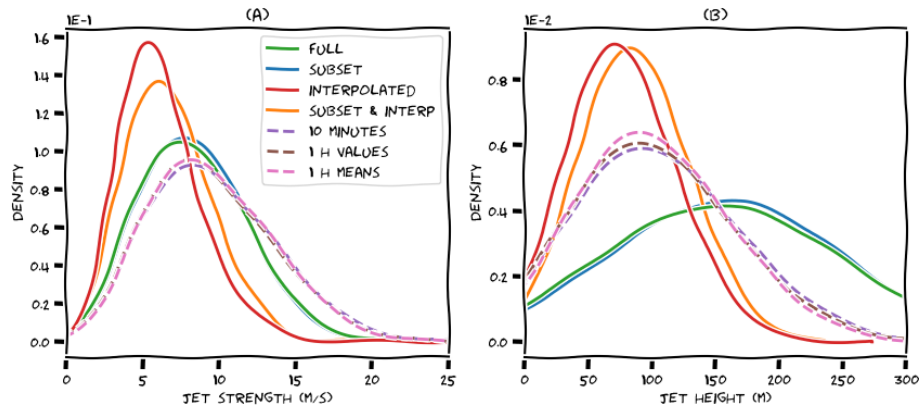 (A)
1E-1
1.6
1.4
1.2
1.0
0.8
0.6
0.4
0.2
0.0
DENSITY
0 5 10 15 20 25
JET STRENGTH (M/S)
FULL
SUBSET
INTERPOLATED
SUBSET & INTERP
10 MINUTES
1 H VALUES
1 H MEANS
(B)
1E-2
0.8
0.6
0.4
0.2
0.0
DENSITY
0 50 100 150 200 250 300
JET HEIGHT (M)